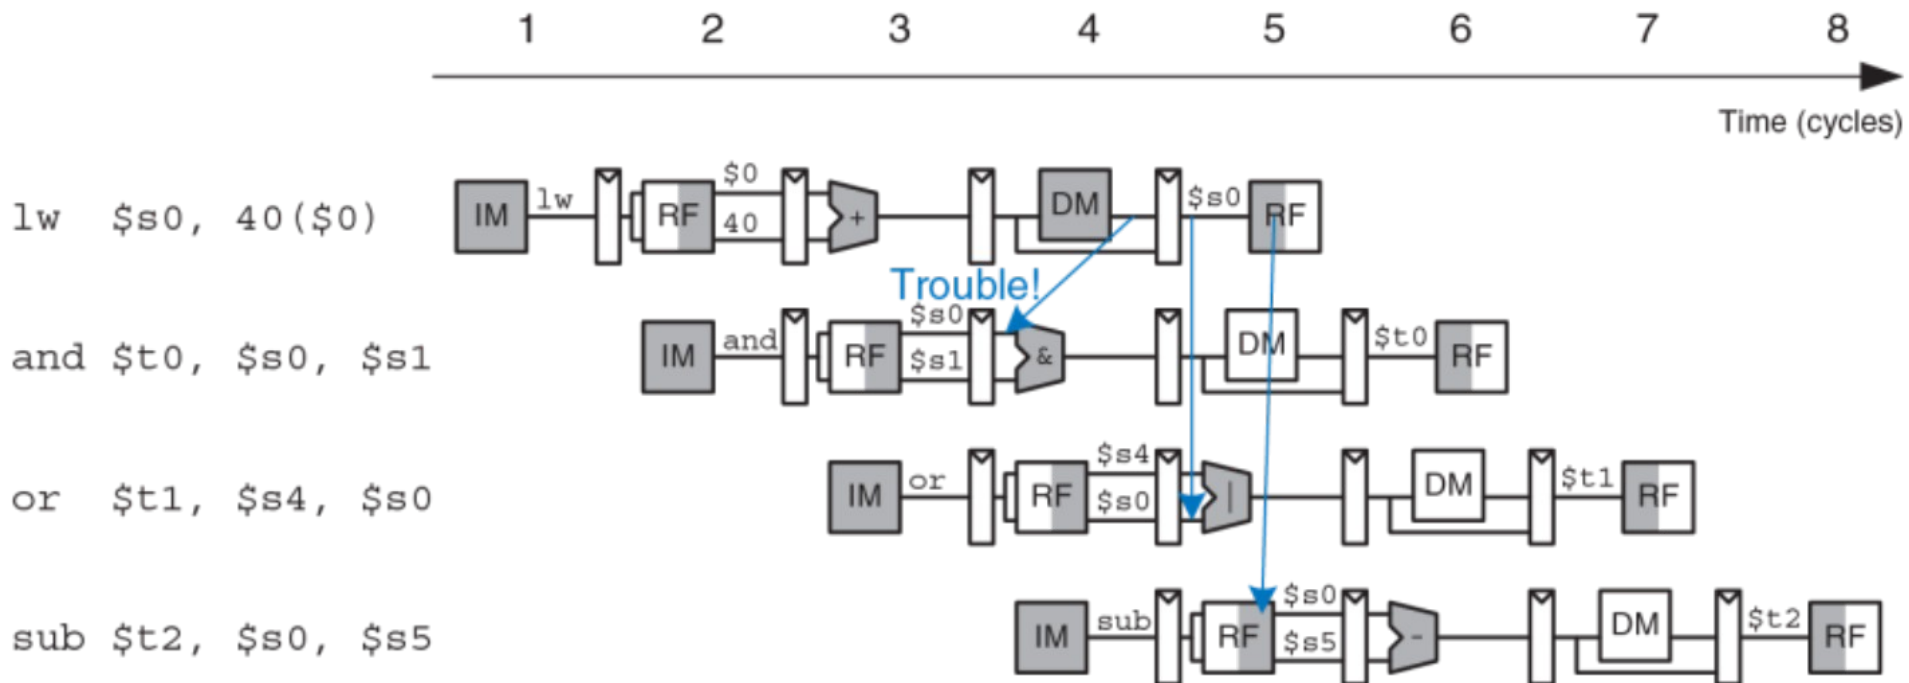 1 2 3 4 5 6 7 8
Time (cycles)
lw $s0, 40($0)
IM lw RF $0 40 + DM $s0 RF
Trouble!
and $t0, $s0, $s1
IM and RF $s0 $s1 & DM $t0 RF
or $t1, $s4, $s0
IM or RF $s4 $s0 | DM $t1 RF
sub $t2, $s0, $s5
IM sub RF $s0 $s5 - DM $t2 RF